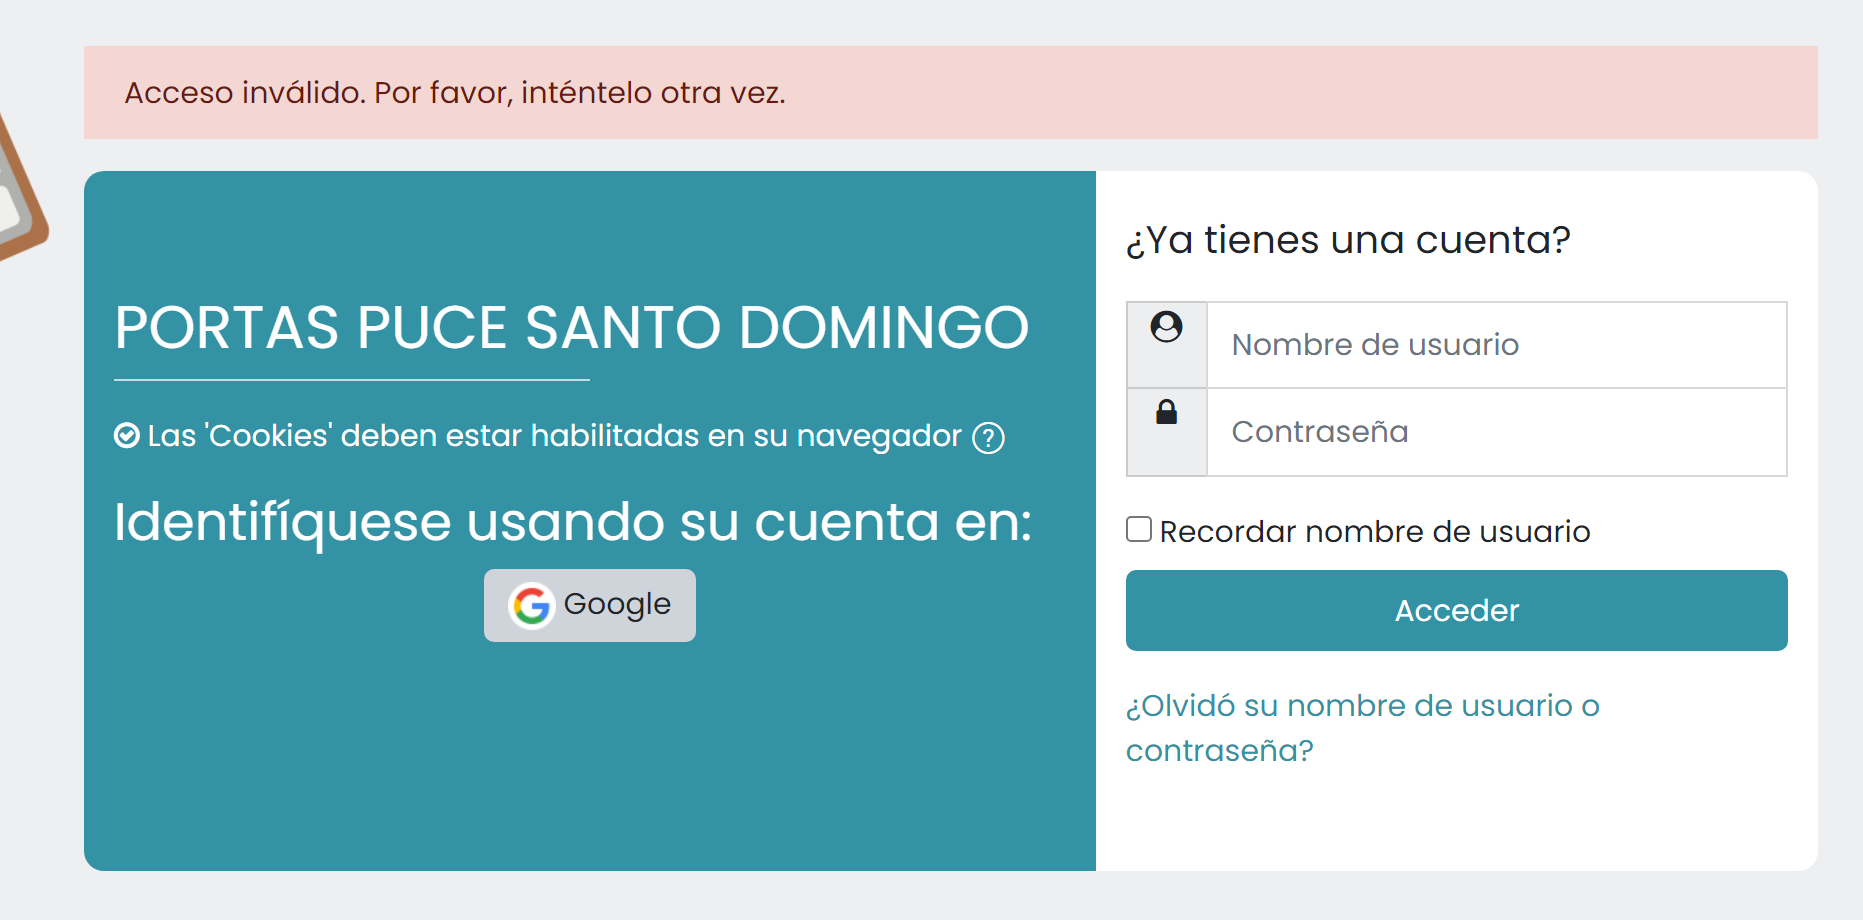 Acceso inválido. Por favor, inténtelo otra vez.
PORTAS PUCE SANTO DOMINGO
Las 'Cookies' deben estar habilitadas en su navegador ?
Identifíquese usando su cuenta en:
Google
¿Ya tienes una cuenta?
Nombre de usuario
Contraseña
Recordar nombre de usuario
Acceder
¿Olvidó su nombre de usuario o
contraseña?